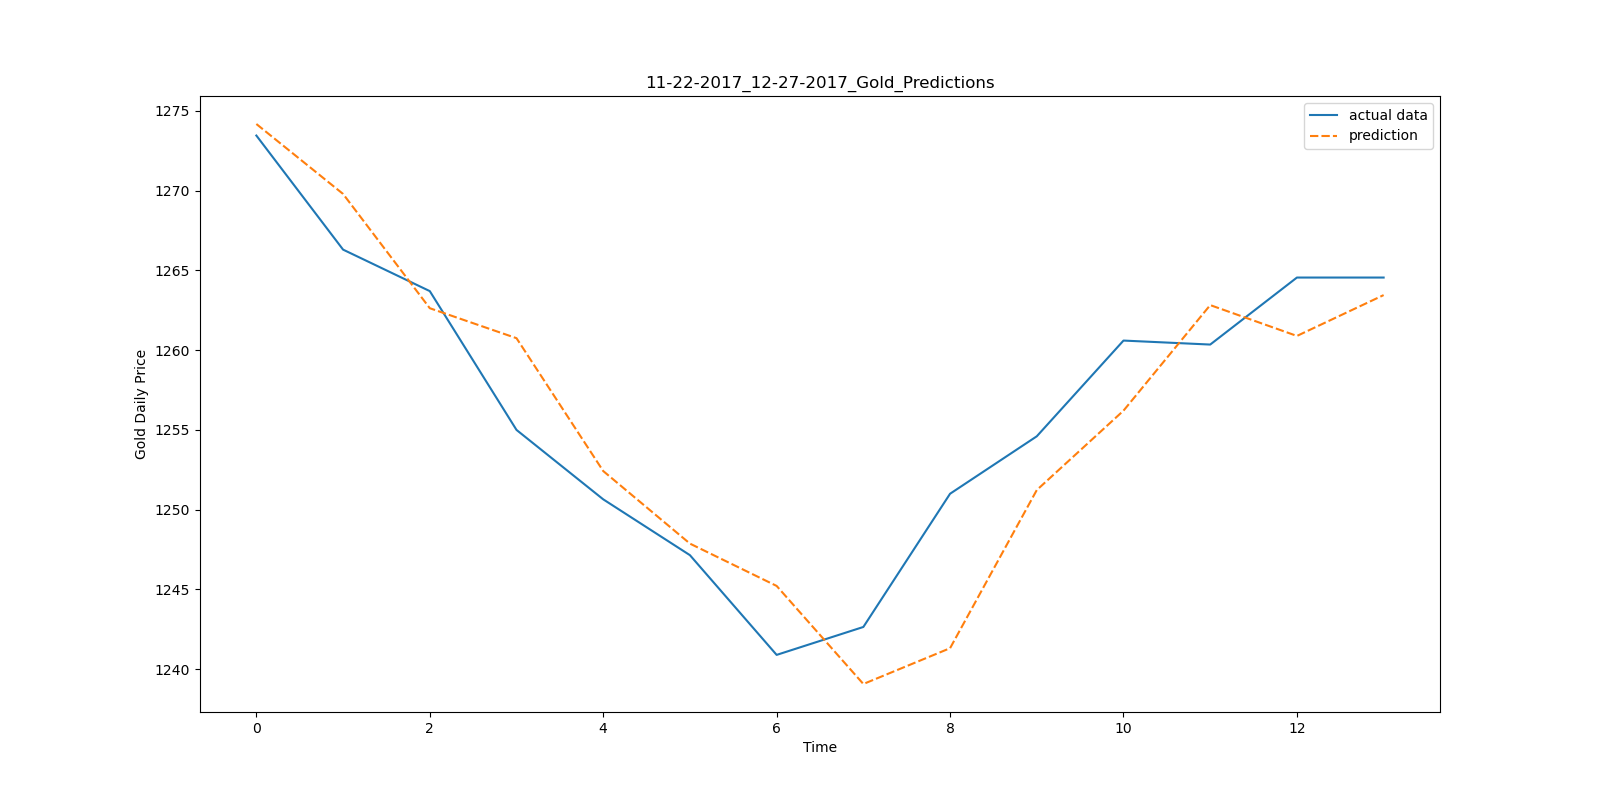 11-22-2017_12-27-2017_Gold_Predictions
actual data
prediction
Gold Daily Price
1275
1270
1265
1260
1255
1250
1245
1240
0 2 4 6 8 10 12
Time